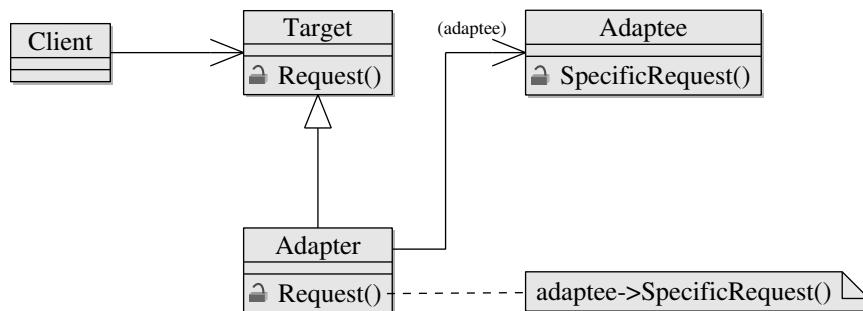 Client
Target
Request()
(adaptee)
Adaptee
SpecificRequest()
Adapter
Request()
adaptee->SpecificRequest()